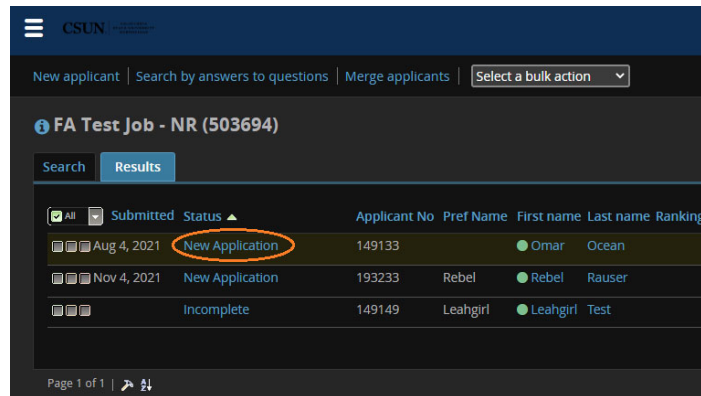 CSUN
New applicant | Search by answers to questions | Merge applicants | Select a bulk action
FA Test Job - NR (503694)
Search Results
All Submitted Status Applicant No Pref Name First name Last name Ranking
Aug 4, 2021 New Application 149133 Omar Ocean
Nov 4, 2021 New Application 193233 Rebel Rebel Rauser
Incomplete 149149 Leahgirl Leahgirl Test
Page 1 of 1 |